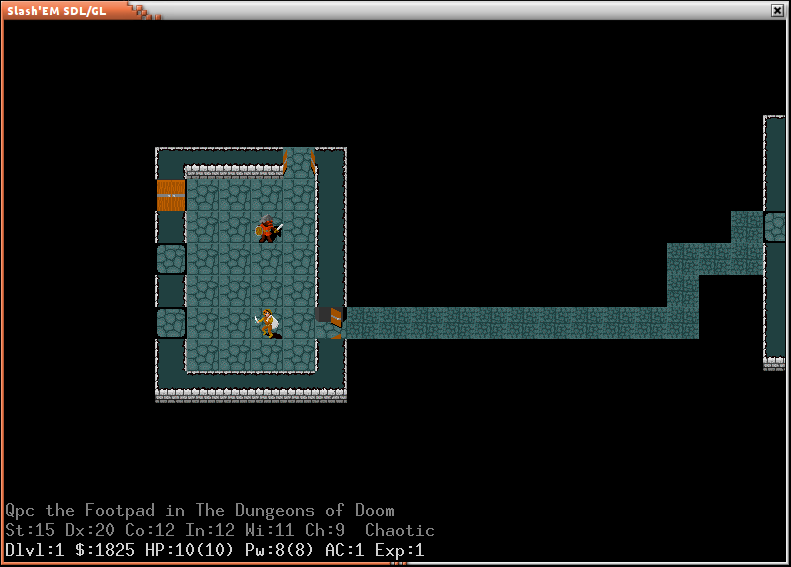 Slash'EM SDL/GL
Qpc the Footpad in The Dungeons of Doom
St:15 Dx:20 Co:12 In:12 Wi:11 Ch:9  Chaotic
Dlvl:1 $:1825 HP:10(10) Pw:8(8) AC:1 Exp:1